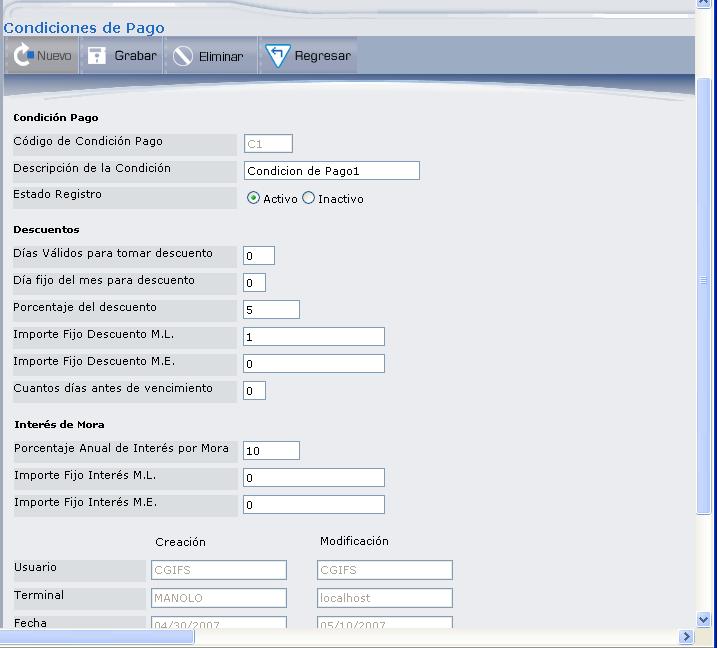 Condiciones de Pago
Nuevo Grabar Eliminar Regresar
Condición Pago
Código de Condición Pago C1
Descripción de la Condición Condicion de Pago1
Estado Registro Activo Inactivo
Descuentos
Días Válidos para tomar descuento 0
Día fijo del mes para descuento 0
Porcentaje del descuento 5
Importe Fijo Descuento M.L. 1
Importe Fijo Descuento M.E. 0
Cuantos días antes de vencimiento 0
Interés de Mora
Porcentaje Anual de Interés por Mora 10
Importe Fijo Interés M.L. 0
Importe Fijo Interés M.E. 0
Creación Modificación
Usuario CGIFS CGIFS
Terminal MANOLO localhost
Fecha 04/30/2007 05/10/2007